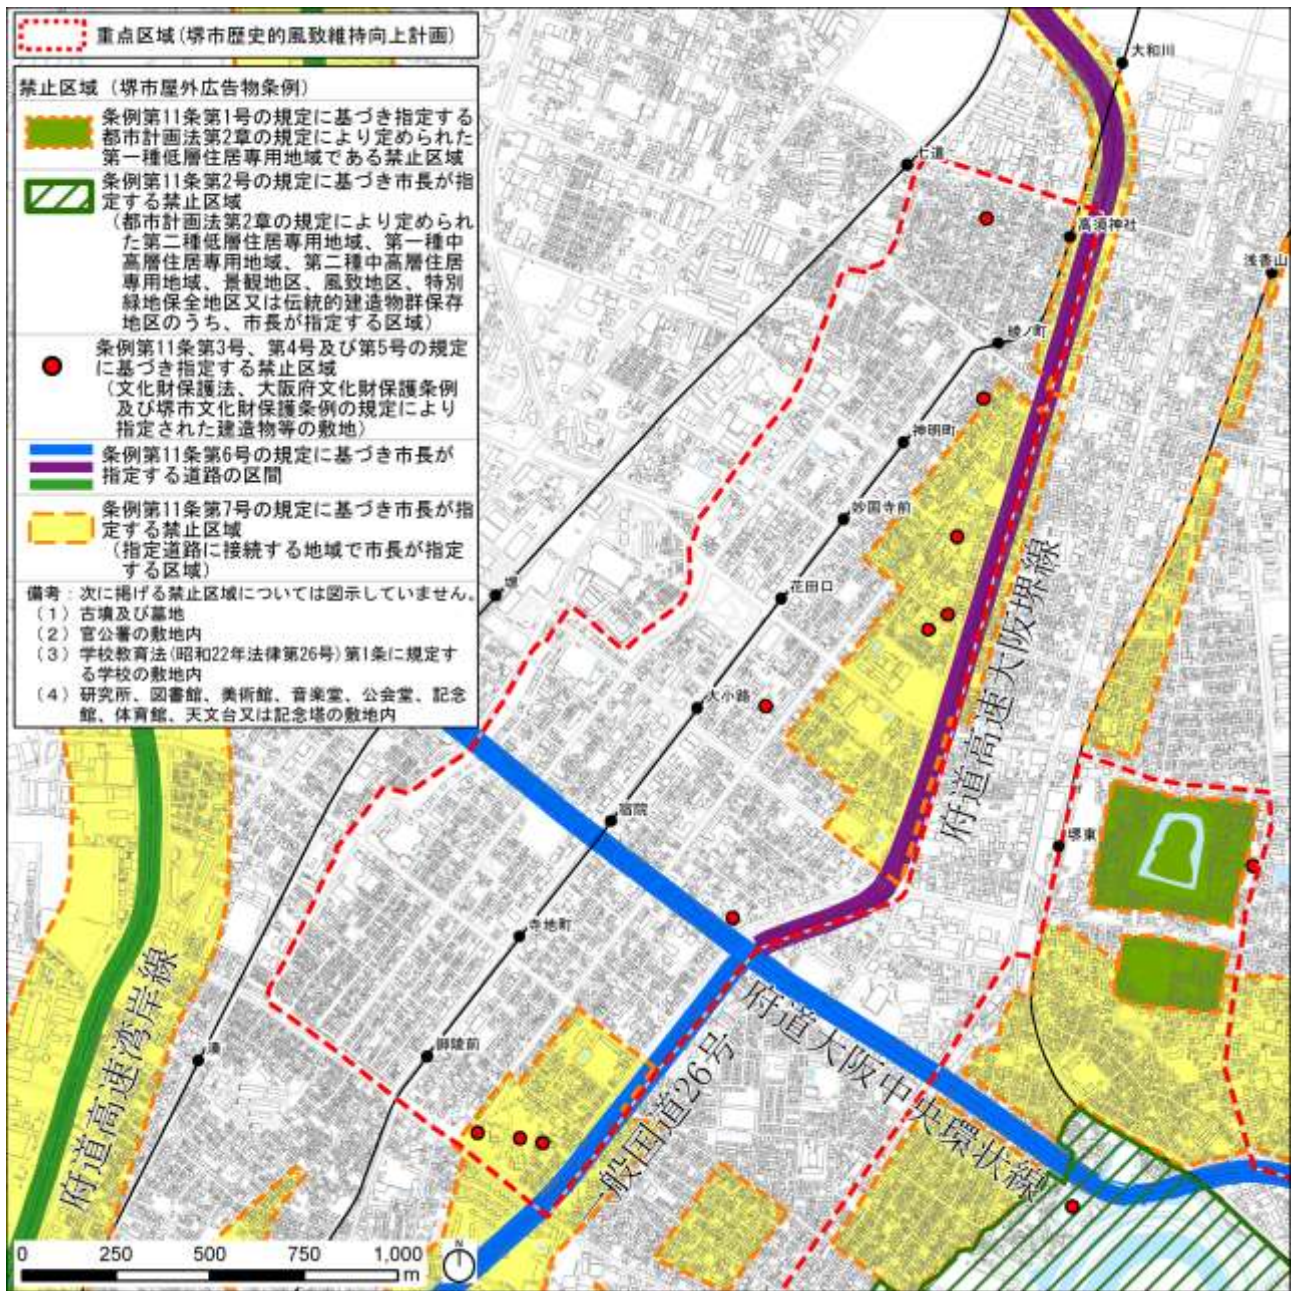 重点区域(堺市歴史的風致維持向上計画)
禁止区域（堺市屋外広告物条例）
条例第11条第1号の規定に基づき指定する
都市計画法第2章の規定により定められた
第一種低層住居専用地域である禁止区域
条例第11条第2号の規定に基づき市長が指
定する禁止区域
（都市計画法第2章の規定により定められ
た第二種低層住居専用地域、第一種中
高層住居専用地域、第二種中高層住居
専用地域、景観地区、風致地区、特別
緑地保全地区又は伝統的建造物群保存
地区のうち、市長が指定する区域）
条例第11条第3号、第4号及び第5号の規定
に基づき指定する禁止区域
（文化財保護法、大阪府文化財保護条例
及び堺市文化財保護条例の規定により
指定された建造物等の敷地）
条例第11条第6号の規定に基づき市長が
指定する道路の区間
条例第11条第7号の規定に基づき市長が指
定する禁止区域
（指定道路に接続する地域で市長が指定
する区域）
備考：次に掲げる禁止区域については図示していません。
（1）古墳及び墓地
（2）官公署の敷地内
（3）学校教育法(昭和22年法律第26号)第1条に規定す
る学校の敷地内
（4）研究所、図書館、美術館、音楽堂、公会堂、記念
館、体育館、天文台又は記念塔の敷地内
大和川
七道
高須神社
浅香山
綾ノ町
神明町
妙国寺前
花田口
堺
大小路
宿院
堺東
寺地町
御陵前
湊
府道高速大阪堺線
府道高速湾岸線
府道大阪中央環状線
一般国道26号
0 250 500 750 1,000
m
N